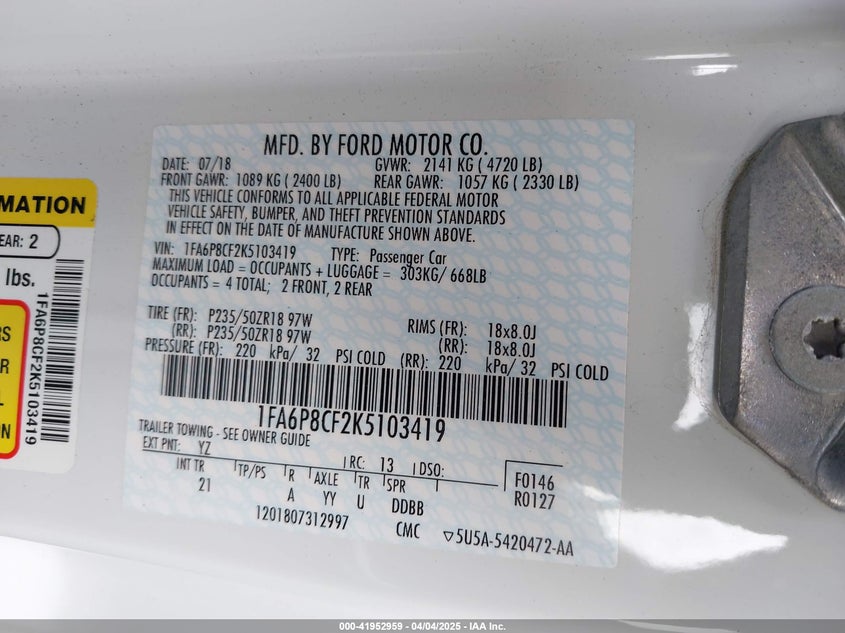 MFD. BY FORD MOTOR CO.
DATE: 07/18 GVWR: 2141 KG ( 4720 LB)
FRONT GAWR: 1089 KG ( 2400 LB) REAR GAWR: 1057 KG ( 2330 LB)
THIS VEHICLE CONFORMS TO ALL APPLICABLE FEDERAL MOTOR
VEHICLE SAFETY, BUMPER, AND THEFT PREVENTION STANDARDS
IN EFFECT ON THE DATE OF MANUFACTURE SHOWN ABOVE.
VIN: 1FA6P8CF2K5103419 TYPE: Passenger Car
MAXIMUM LOAD = OCCUPANTS + LUGGAGE = 303KG/ 668LB
OCCUPANTS = 4 TOTAL; 2 FRONT, 2 REAR
TIRE (FR): P235/50ZR18 97W RIMS (FR): 18x8.0J
(RR): P235/50ZR18 97W (RR): 18x8.0J
PRESSURE (FR): 220 kPa/ 32 PSI COLD (RR): 220 kPa/ 32 PSI COLD
1FA6P8CF2K5103419
TRAILER TOWING - SEE OWNER GUIDE
EXT PNT: YZ RC: 13 DSO: F0146
INT TR TP/PS R AXLE TR SPR R0127
21 A YY U DDBB
1201807312997 CMC ▽5U5A-5420472-AA
MATION
EAR: 2
lbs.
RS
R
L
ON
1FA6P8CF2K5103419
000-41952959 - 04/04/2025 - IAA Inc.